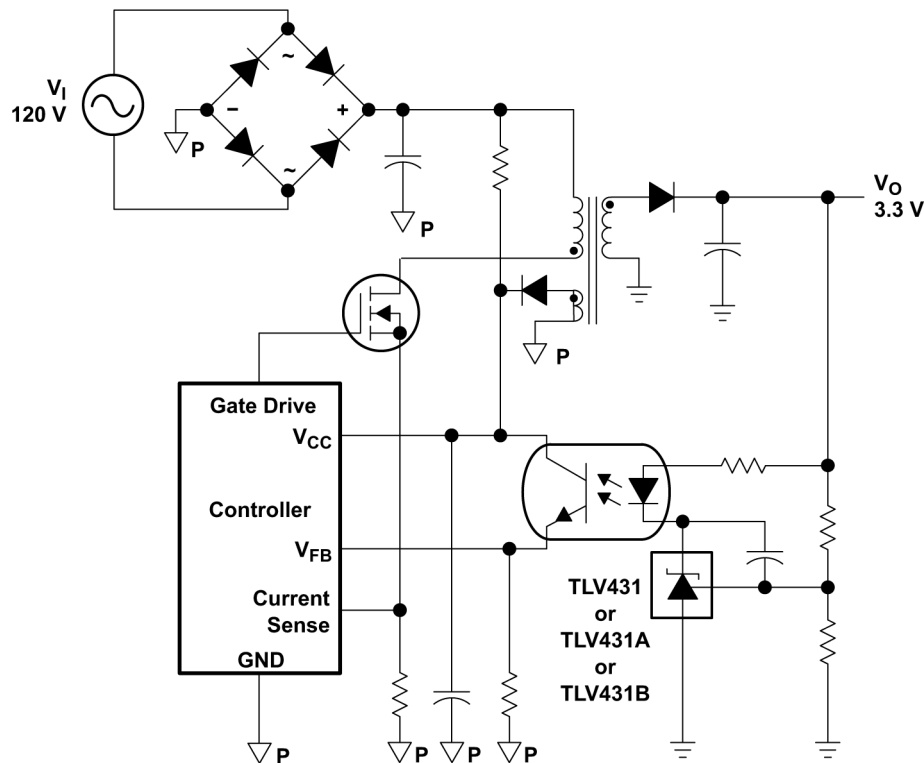 V_I
120 V
~
−
+
~
P
P
V_O
3.3 V
P
Gate Drive
V_CC
Controller
V_FB
Current
Sense
GND
TLV431
or
TLV431A
or
TLV431B
P
P
P
P